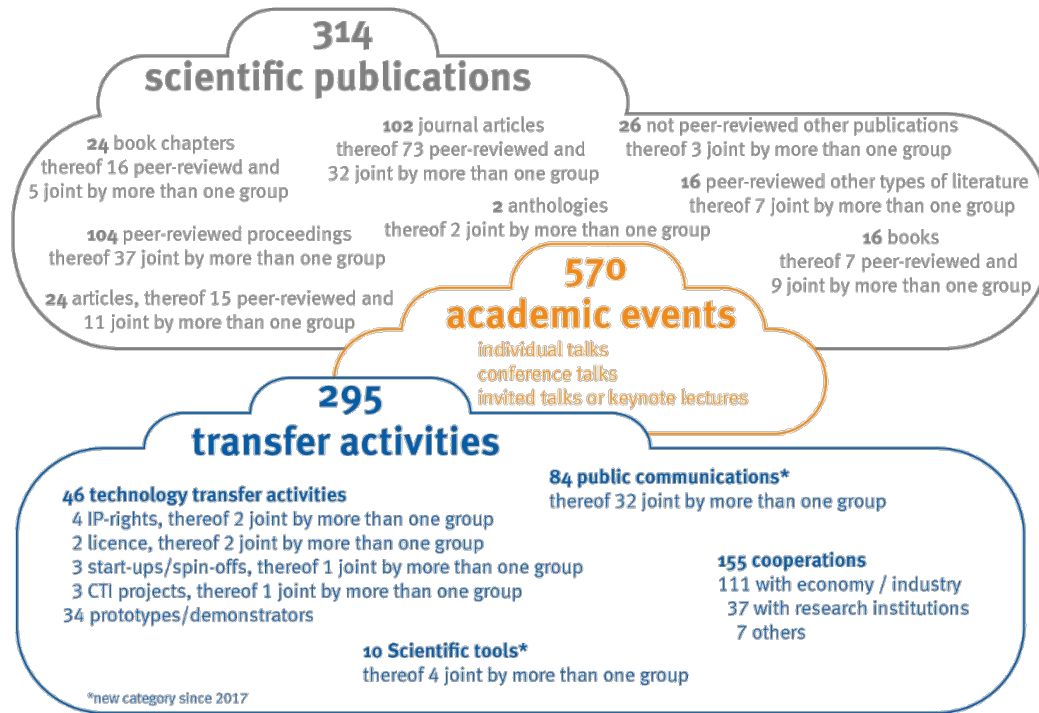 314
scientific publications
24 book chapters
thereof 16 peer-reviewd and
5 joint by more than one group
102 journal articles
thereof 73 peer-reviewed and
32 joint by more than one group
26 not peer-reviewed other publications
thereof 3 joint by more than one group
16 peer-reviewed other types of literature
thereof 7 joint by more than one group
2 anthologies
thereof 2 joint by more than one group
104 peer-reviewed proceedings
thereof 37 joint by more than one group
16 books
thereof 7 peer-reviewed and
9 joint by more than one group
24 articles, thereof 15 peer-reviewed and
11 joint by more than one group
570
academic events
individual talks
conference talks
invited talks or keynote lectures
295
transfer activities
46 technology transfer activities
4 IP-rights, thereof 2 joint by more than one group
2 licence, thereof 2 joint by more than one group
3 start-ups/spin-offs, thereof 1 joint by more than one group
3 CTI projects, thereof 1 joint by more than one group
34 prototypes/demonstrators
84 public communications*
thereof 32 joint by more than one group
155 cooperations
111 with economy / industry
37 with research institutions
7 others
10 Scientific tools*
thereof 4 joint by more than one group
*new category since 2017